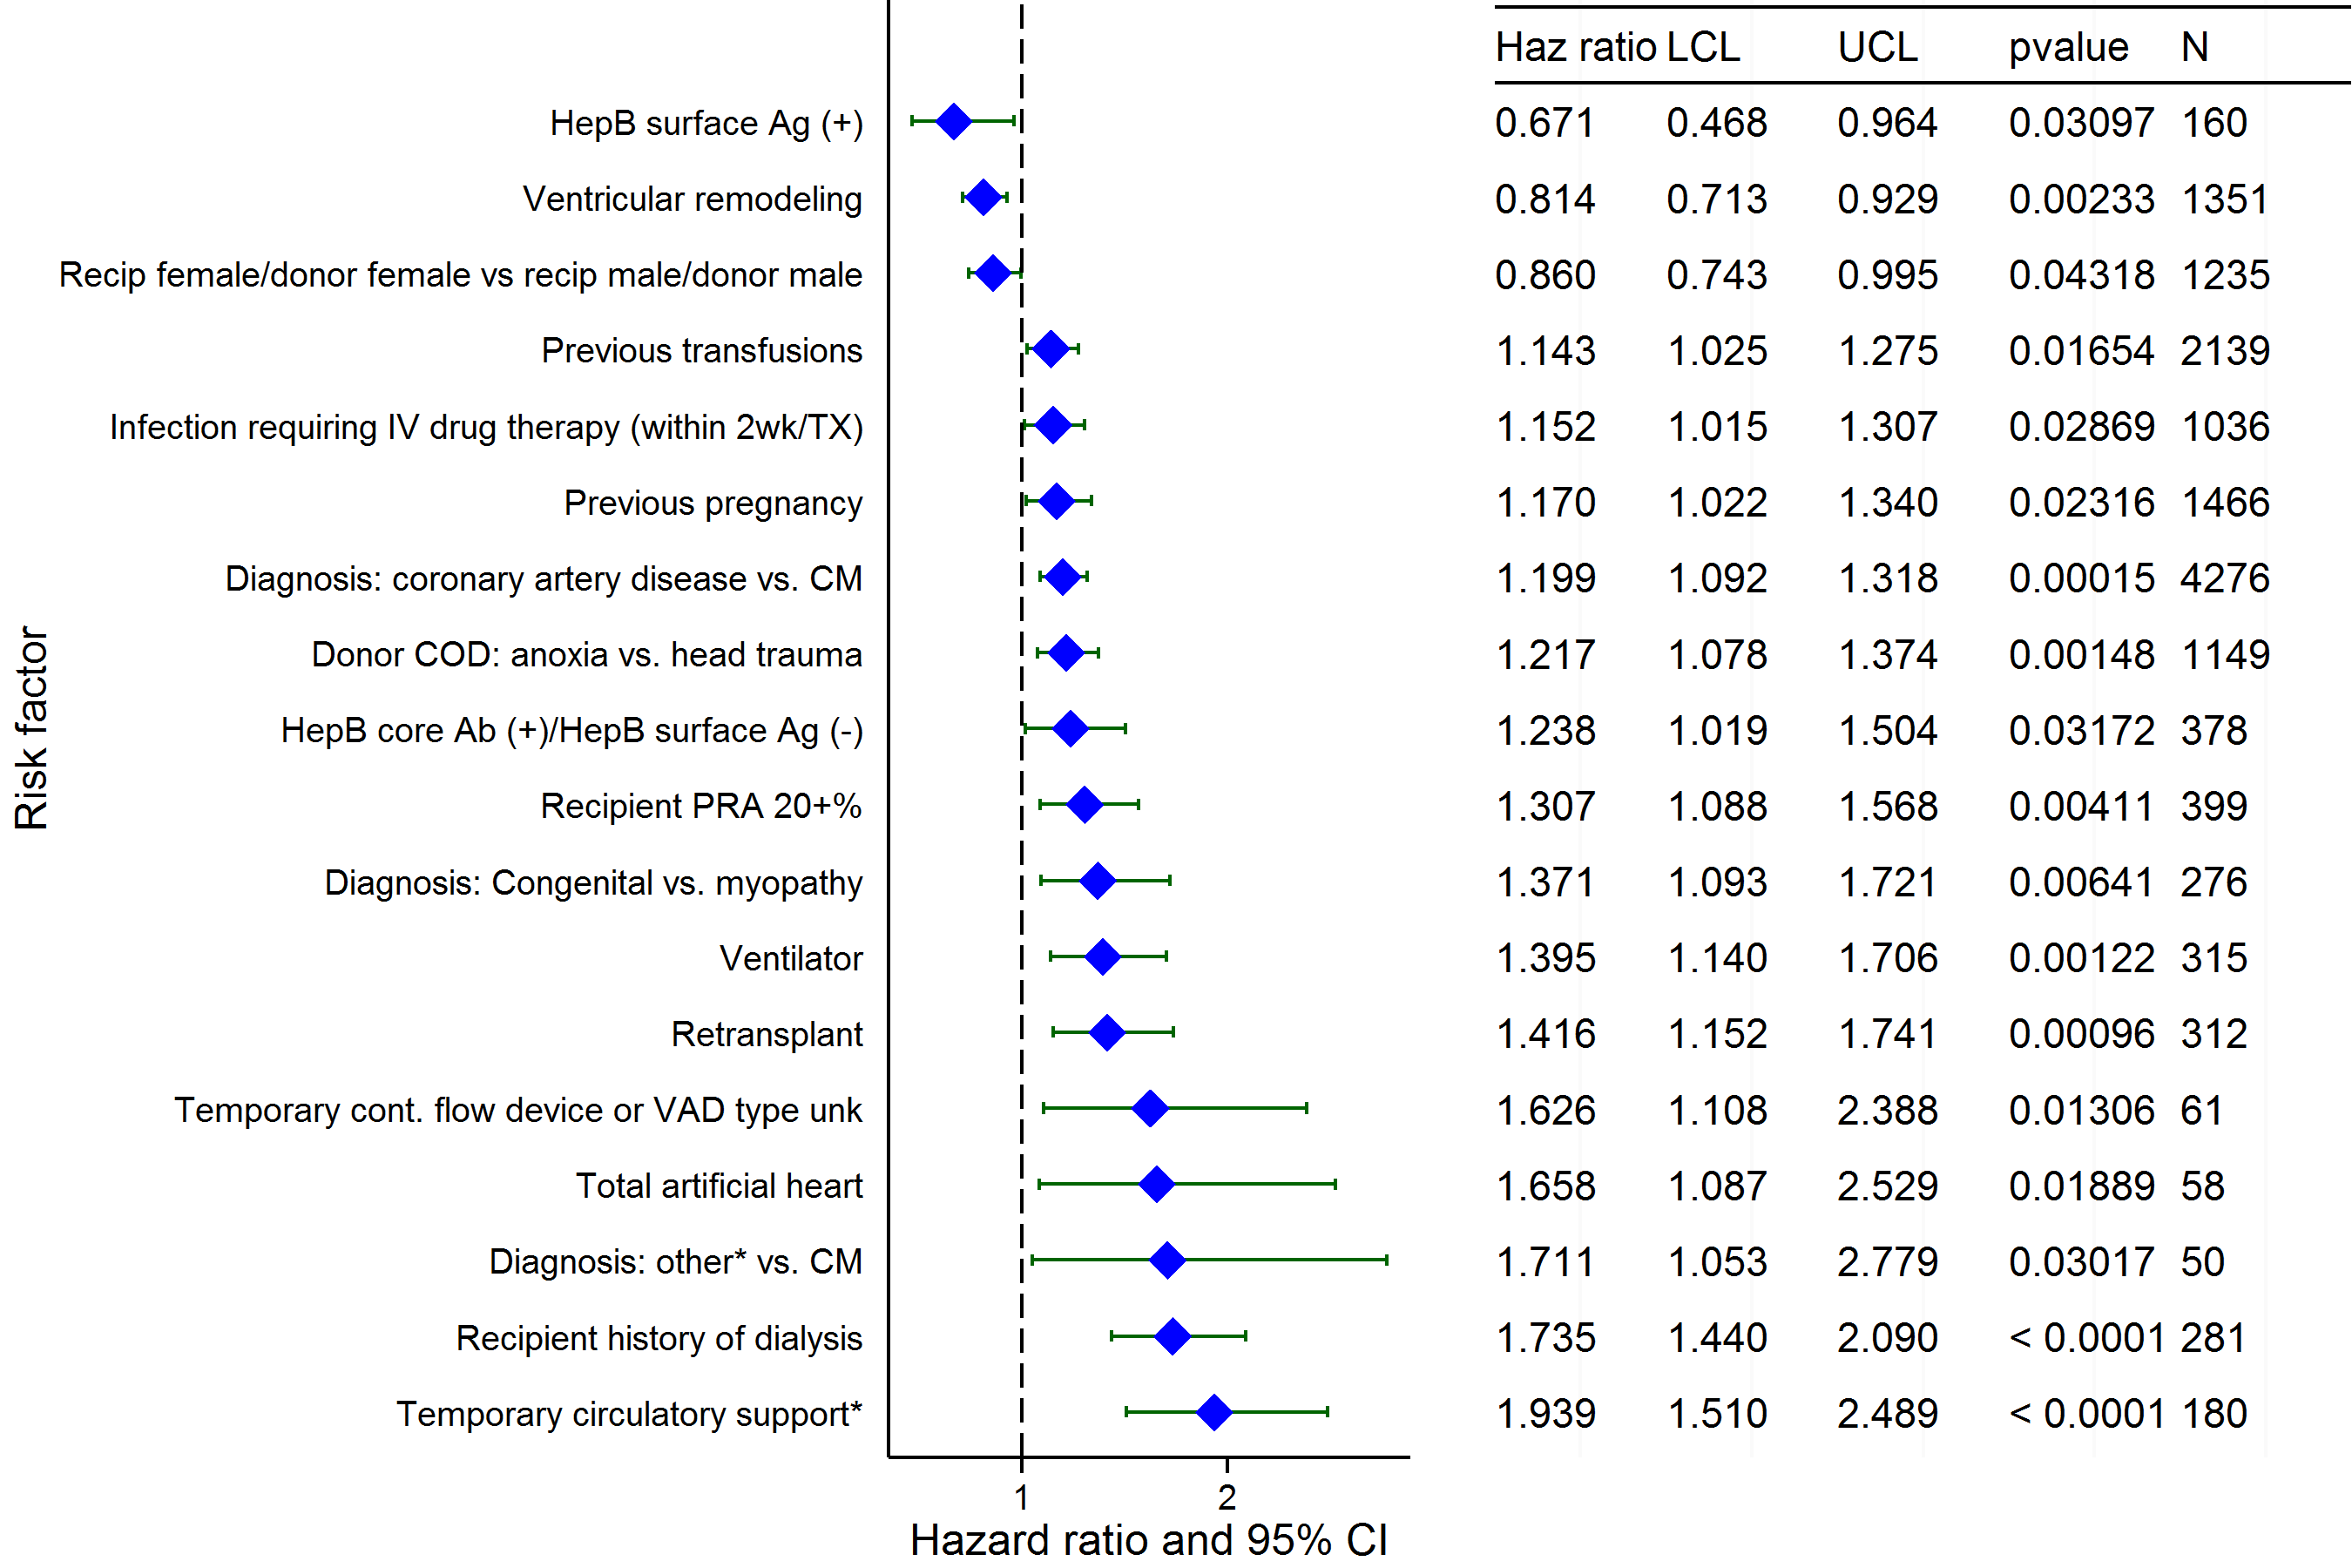 Haz ratio LCL UCL pvalue N
HepB surface Ag (+) 0.671 0.468 0.964 0.03097 160
Ventricular remodeling 0.814 0.713 0.929 0.00233 1351
Recip female/donor female vs recip male/donor male 0.860 0.743 0.995 0.04318 1235
Previous transfusions 1.143 1.025 1.275 0.01654 2139
Infection requiring IV drug therapy (within 2wk/TX) 1.152 1.015 1.307 0.02869 1036
Previous pregnancy 1.170 1.022 1.340 0.02316 1466
Diagnosis: coronary artery disease vs. CM 1.199 1.092 1.318 0.00015 4276
Donor COD: anoxia vs. head trauma 1.217 1.078 1.374 0.00148 1149
HepB core Ab (+)/HepB surface Ag (-) 1.238 1.019 1.504 0.03172 378
Recipient PRA 20+% 1.307 1.088 1.568 0.00411 399
Diagnosis: Congenital vs. myopathy 1.371 1.093 1.721 0.00641 276
Ventilator 1.395 1.140 1.706 0.00122 315
Retransplant 1.416 1.152 1.741 0.00096 312
Temporary cont. flow device or VAD type unk 1.626 1.108 2.388 0.01306 61
Total artificial heart 1.658 1.087 2.529 0.01889 58
Diagnosis: other* vs. CM 1.711 1.053 2.779 0.03017 50
Recipient history of dialysis 1.735 1.440 2.090 < 0.0001 281
Temporary circulatory support* 1.939 1.510 2.489 < 0.0001 180
Risk factor
1 2
Hazard ratio and 95% CI